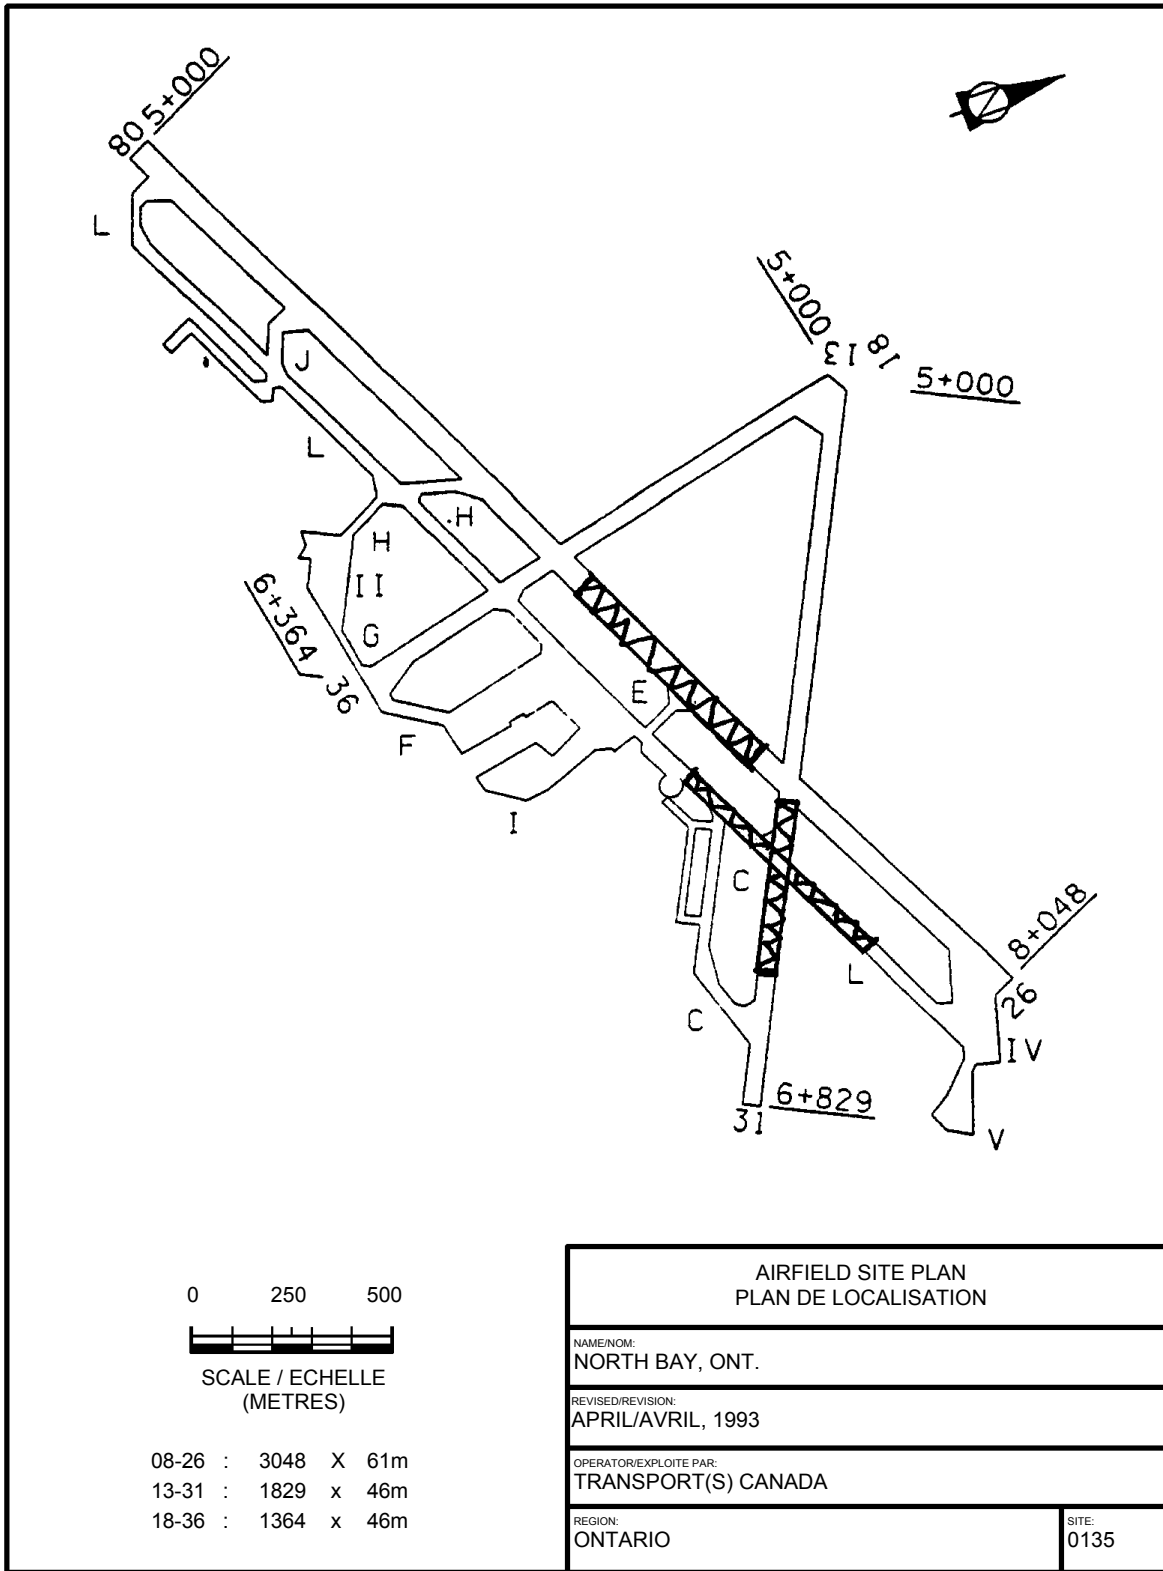 80 5+000
L
5+000
13
18
5+000
J
L
H
H
II
G
6+364
36
E
F
I
C
L
C
8+048
26
IV
6+829
31
V
0 250 500
SCALE / ECHELLE
(METRES)
08-26 : 3048 X 61m
13-31 : 1829 x 46m
18-36 : 1364 x 46m
AIRFIELD SITE PLAN
PLAN DE LOCALISATION
NAME/NOM:
NORTH BAY, ONT.
REVISED/REVISION:
APRIL/AVRIL, 1993
OPERATOR/EXPLOITE PAR:
TRANSPORT(S) CANADA
REGION:
ONTARIO
SITE:
0135